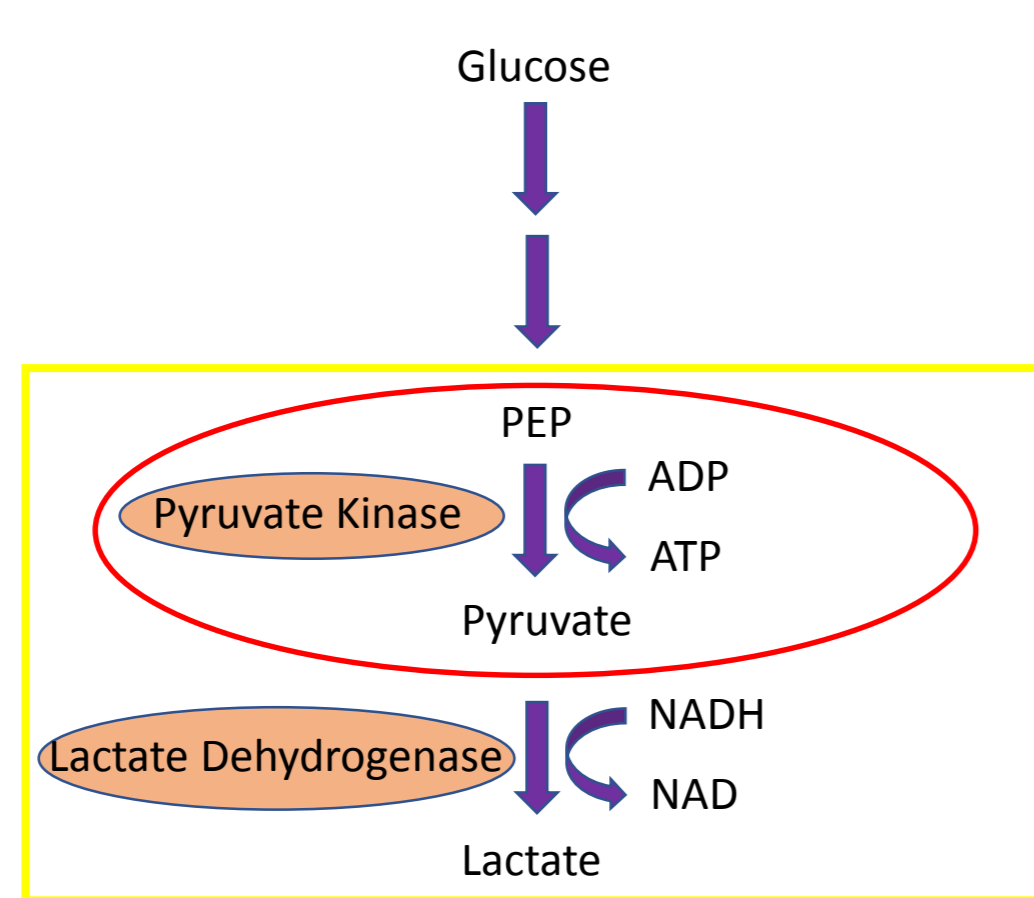 Glucose
PEP
ADP
Pyruvate Kinase
ATP
Pyruvate
NADH
Lactate Dehydrogenase
NAD
Lactate